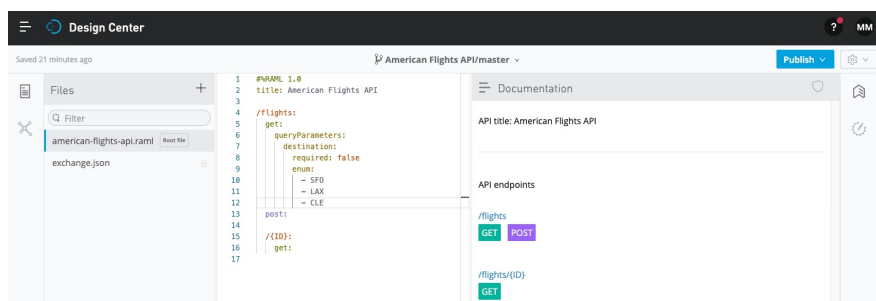 Design Center
?
MM
Saved 21 minutes ago
American Flights API/master
Publish
Files
+
Filter
american-flights-api.raml Root file
exchange.json
1 #%RAML 1.0
2 title: American Flights API
3
4 /flights:
5 get:
6 queryParameters:
7 destination:
8 required: false
9 enum:
10 - SFO
11 - LAX
12 - CLE
13 post:
14
15 /{ID}:
16 get:
17
Documentation
API title: American Flights API
API endpoints
/flights
GET POST
/flights/{ID}
GET